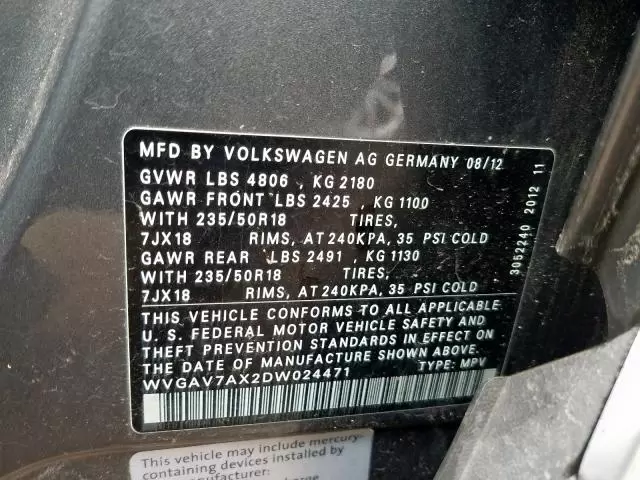 MFD BY VOLKSWAGEN AG GERMANY 08/12
GVWR LBS 4806 , KG 2180
GAWR FRONT LBS 2425 , KG 1100
WITH 235/50R18 TIRES,
7JX18 RIMS, AT 240KPA, 35 PSI COLD
GAWR REAR LBS 2491 , KG 1130
WITH 235/50R18 TIRES,
7JX18 RIMS, AT 240KPA, 35 PSI COLD
THIS VEHICLE CONFORMS TO ALL APPLICABLE
U. S. FEDERAL MOTOR VEHICLE SAFETY AND
THEFT PREVENTION STANDARDS IN EFFECT ON
THE DATE OF MANUFACTURE SHOWN ABOVE.
WVGAV7AX2DW024471 TYPE: MPV
3052240 2012 11
This vehicle may include mercury-
containing devices installed by